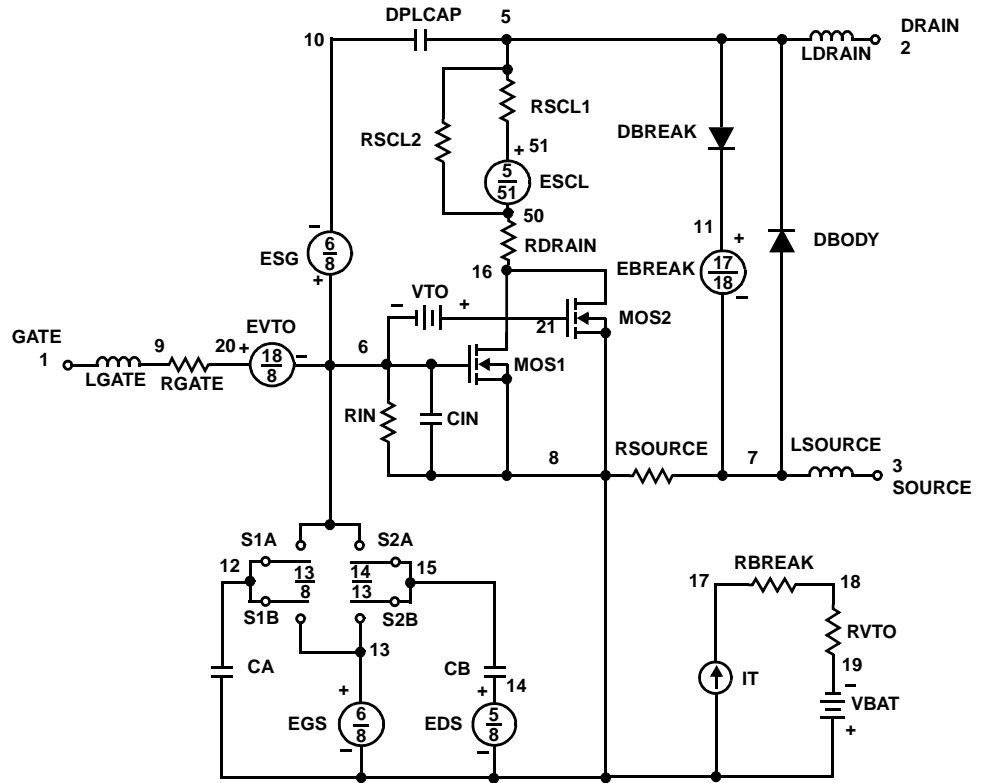 DPLCAP 5 DRAIN
10 2
LDRAIN
RSCL1
RSCL2
DBREAK
+ 51
5
51
ESCL
50
RDRAIN
11
DBODY
ESG
6
8
-
+
16
EBREAK
17
18
+
-
- VTO +
21
MOS2
GATE
1
9
20
EVTO
+ 18
8 -
6
MOS1
LGATE
RGATE
RIN
CIN
8
RSOURCE
7
LSOURCE
3
SOURCE
S1A
S2A
12
13
8
14
13
15
S1B
S2B
13
CA
CB
14
+
EGS
6
8
-
+
EDS
5
8
-
RBREAK
17
18
RVTO
19
IT
-
VBAT
+